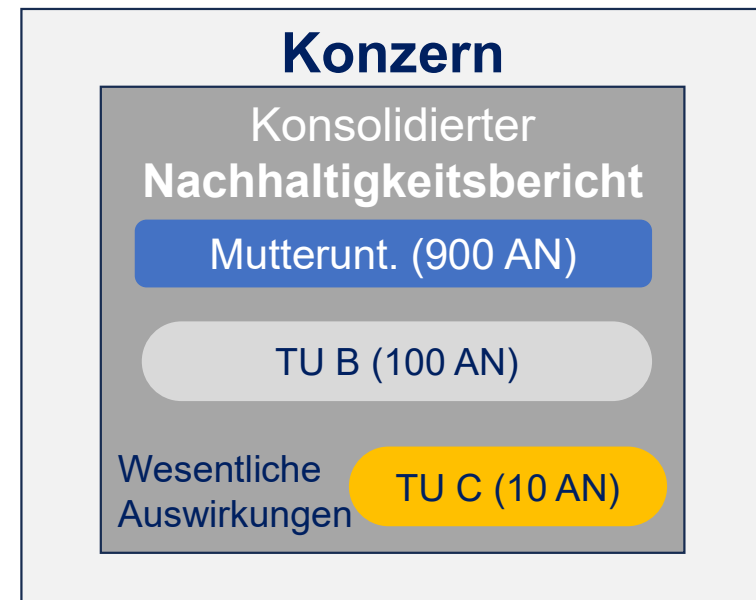 Konzern
Konsolidierter
Nachhaltigkeitsbericht
Mutterunt. (900 AN)
TU B (100 AN)
Wesentliche
Auswirkungen
TU C (10 AN)